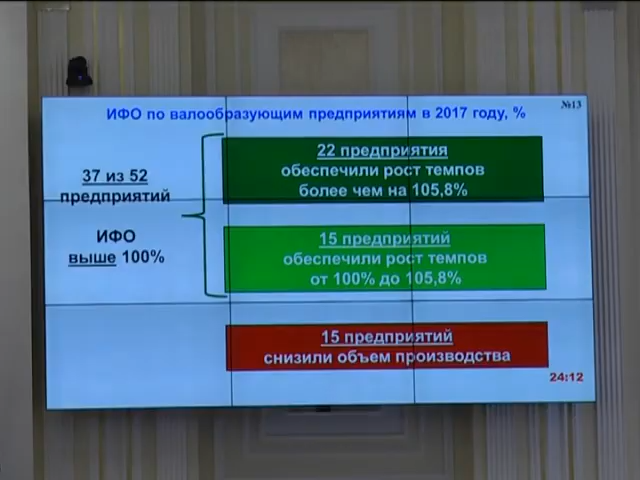 №13
ИФО по валообразующим предприятиям в 2017 году, %
37 из 52
предприятий
ИФО
выше 100%
22 предприятия
обеспечили рост темпов
более чем на 105,8%
15 предприятий
обеспечили рост темпов
от 100% до 105,8%
15 предприятий
снизили объем производства
24:12